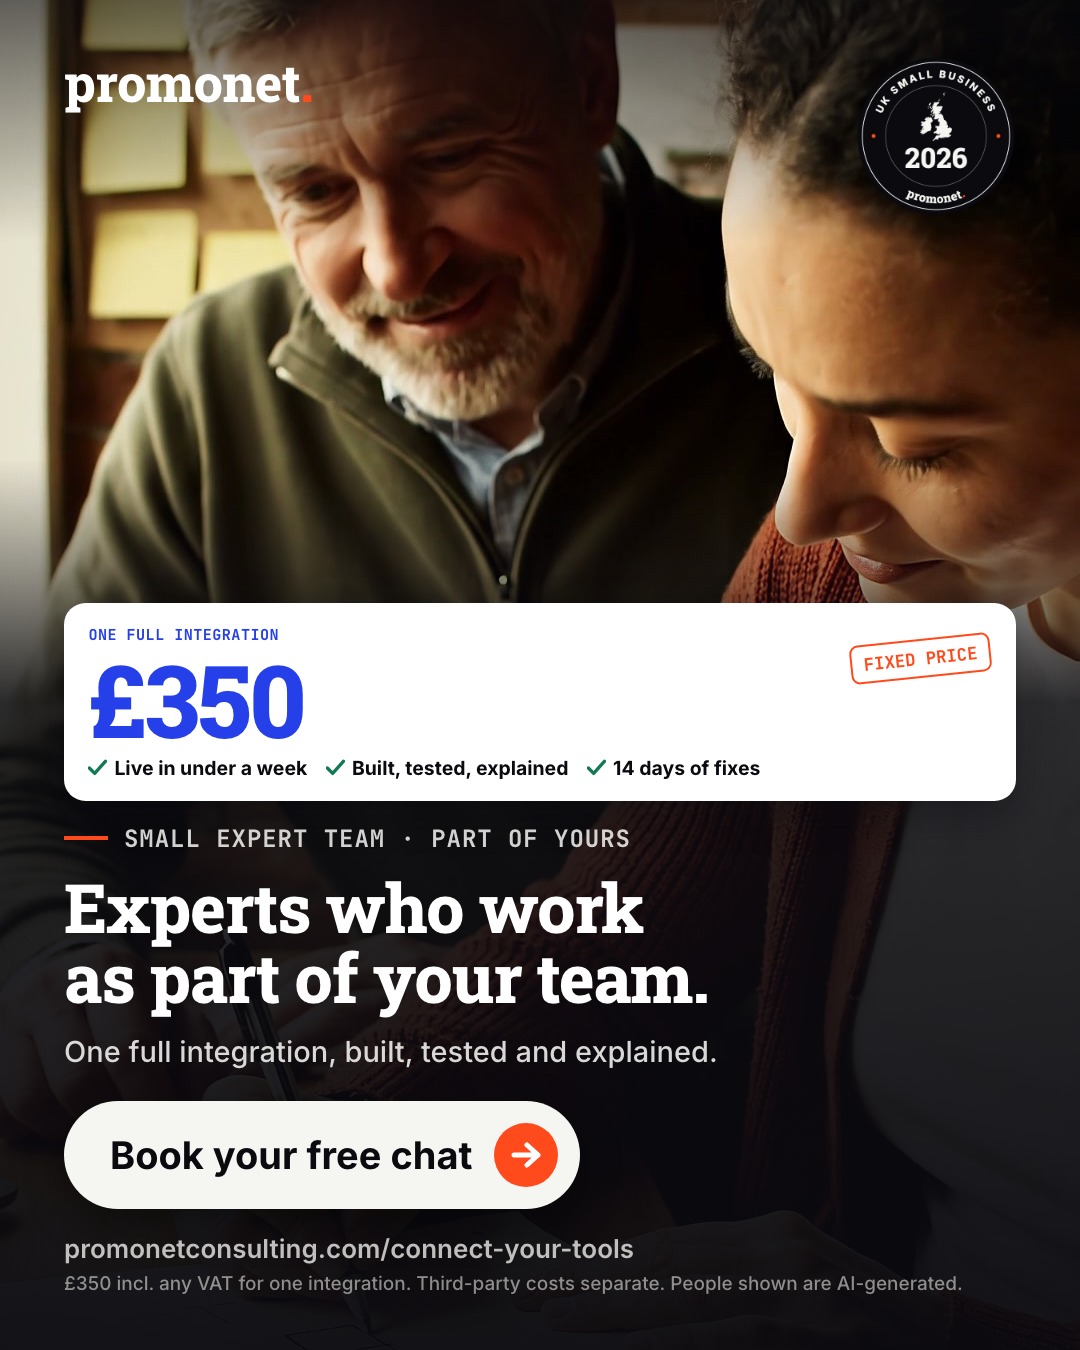 promonet.
UK SMALL BUSINESS
2026
promonet.
ONE FULL INTEGRATION
£350
FIXED PRICE
Live in under a week Built, tested, explained 14 days of fixes
SMALL EXPERT TEAM · PART OF YOURS
Experts who work
as part of your team.
One full integration, built, tested and explained.
Book your free chat
promonetconsulting.com/connect-your-tools
£350 incl. any VAT for one integration. Third-party costs separate. People shown are AI-generated.